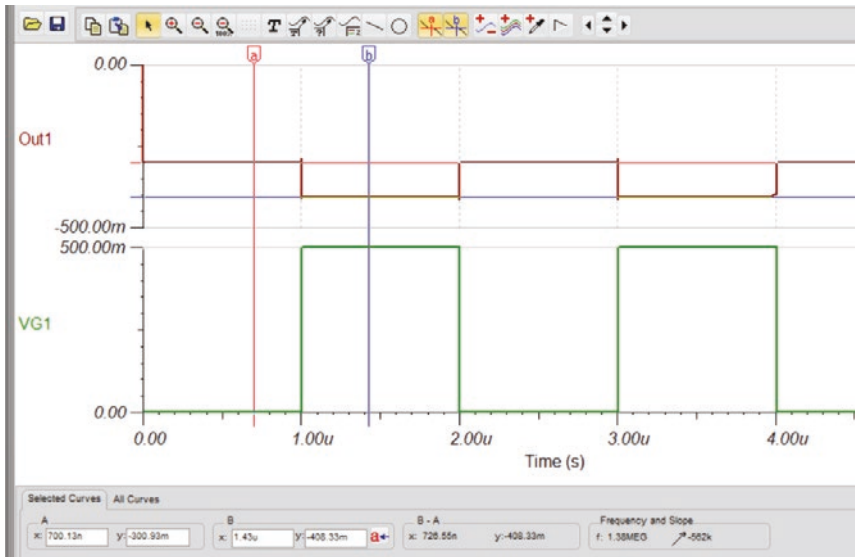 T
100%
a
b
0.00
Out1
-500.00m
500.00m
VG1
0.00
0.00
1.00u
2.00u
3.00u
4.00u
Time (s)
Selected Curves
All Curves
A
x: 700.13n y: -300.93m
B
x: 1.43u y: -408.33m a
B - A
x: 726.55n y: -408.33m
Frequency and Slope
f: 1.38MEG -562k